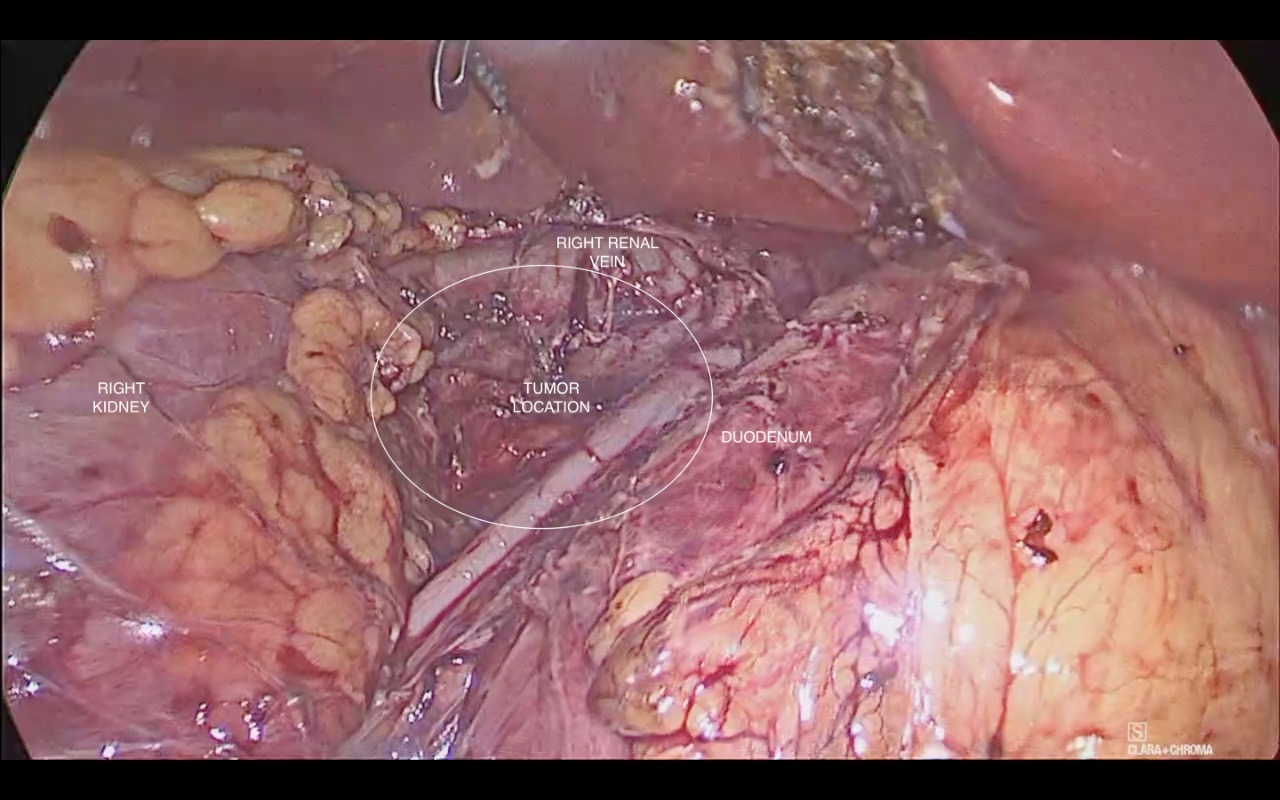 RIGHT RENAL
VEIN
RIGHT
KIDNEY
TUMOR
LOCATION
DUODENUM
S
CLARA+CHROMA